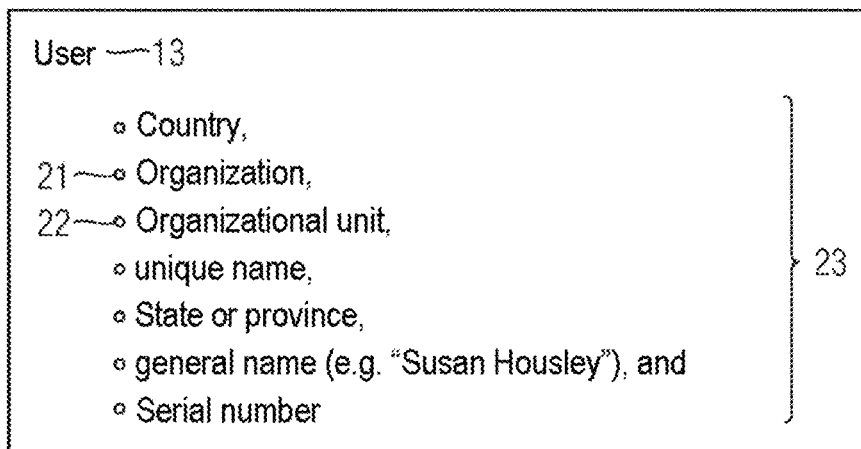 User 13
Country,
21 Organization,
22 Organizational unit,
unique name,
State or province,
general name (e.g. “Susan Housley”), and
Serial number
23